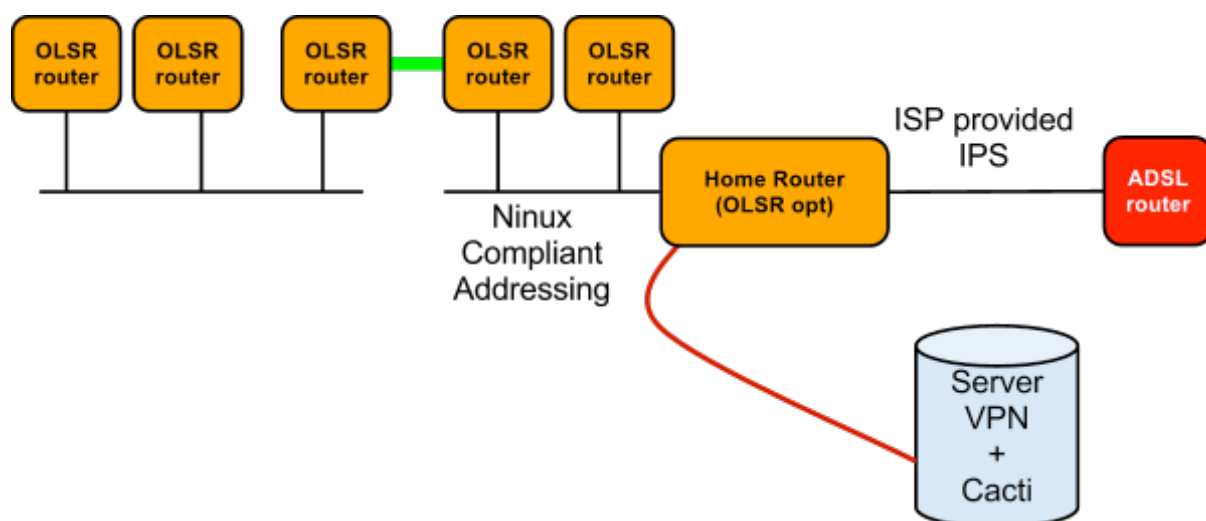 OLSR
router
OLSR
router
OLSR
router
OLSR
router
OLSR
router
ISP provided
IPS
Home Router
(OLSR opt)
ADSL
router
Ninux
Compliant
Addressing
Server
VPN
+
Cacti